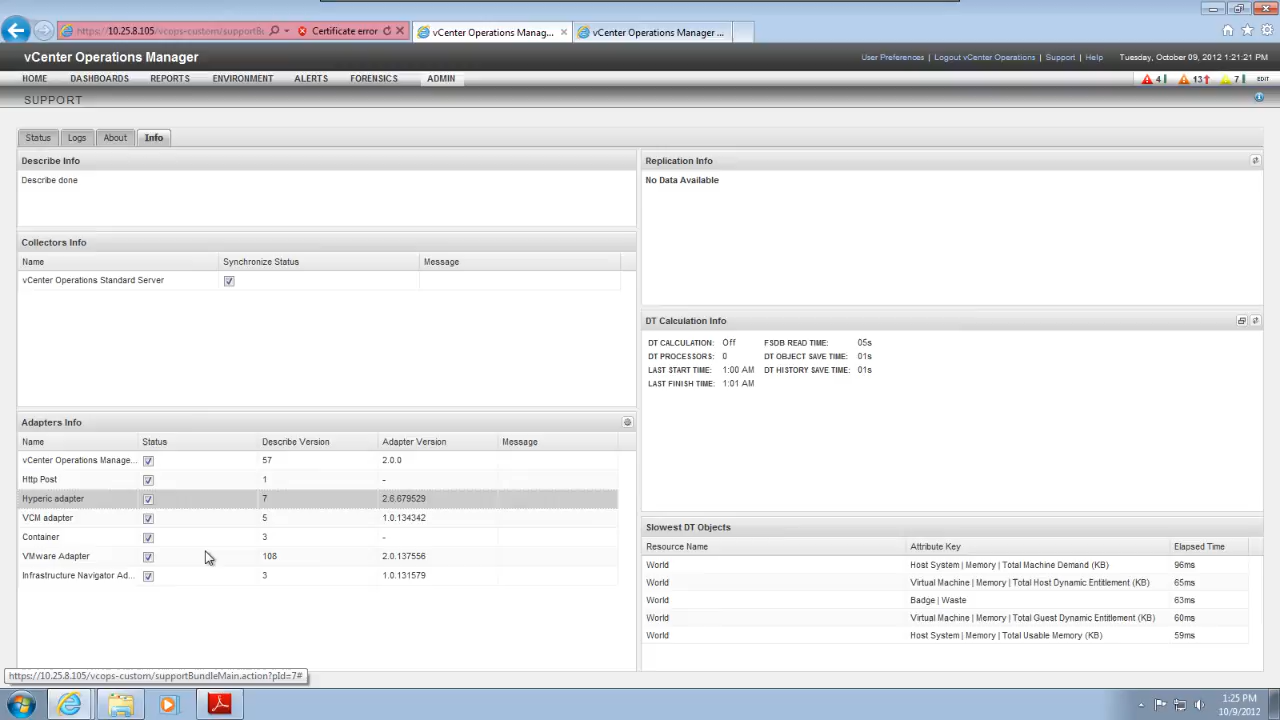 https://10.25.8.105/vcops-custom/supportBu
Certificate error
vCenter Operations Manag...
vCenter Operations Manager ...
vCenter Operations Manager
User Preferences | Logout vCenter Operations | Support | Help
Tuesday, October 09, 2012 1:21:21 PM
HOME DASHBOARDS REPORTS ENVIRONMENT ALERTS FORENSICS ADMIN
4 13 7 EDIT
SUPPORT
Status Logs About Info
Describe Info
Describe done
Collectors Info
Name Synchronize Status Message
vCenter Operations Standard Server
Adapters Info
Name Status Describe Version Adapter Version Message
vCenter Operations Manage... 57 2.0.0
Http Post 1 -
Hyperic adapter 7 2.6.679529
VCM adapter 5 1.0.134342
Container 3 -
VMware Adapter 108 2.0.137556
Infrastructure Navigator Ad... 3 1.0.131579
Replication Info
No Data Available
DT Calculation Info
DT CALCULATION: Off FSDB READ TIME: 05s
DT PROCESSORS: 0 DT OBJECT SAVE TIME: 01s
LAST START TIME: 1:00 AM DT HISTORY SAVE TIME: 01s
LAST FINISH TIME: 1:01 AM
Slowest DT Objects
Resource Name Attribute Key Elapsed Time
World Host System | Memory | Total Machine Demand (KB) 96ms
World Virtual Machine | Memory | Total Host Dynamic Entitlement (KB) 65ms
World Badge | Waste 63ms
World Virtual Machine | Memory | Total Guest Dynamic Entitlement (KB) 60ms
World Host System | Memory | Total Usable Memory (KB) 59ms
https://10.25.8.105/vcops-custom/supportBundleMain.action?pId=7#
1:25 PM
10/9/2012